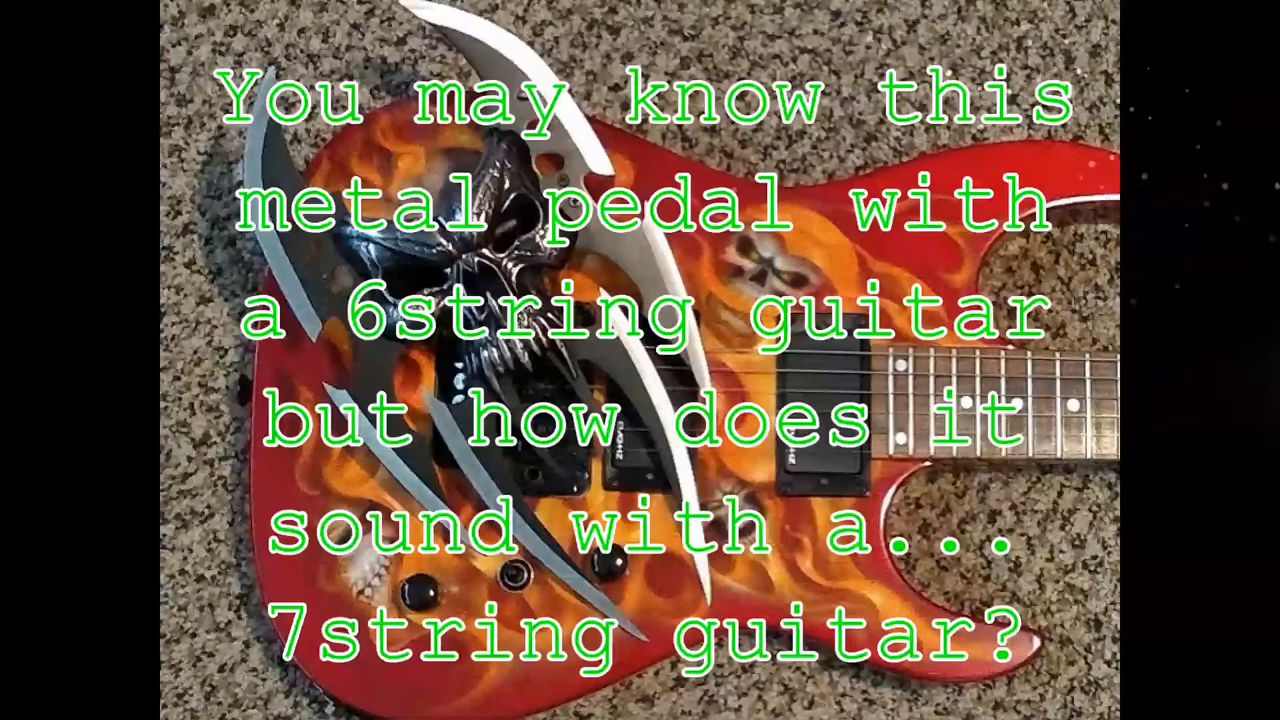 You may know this
metal pedal with
a 6string guitar
but how does it
sound with a...
7string guitar?